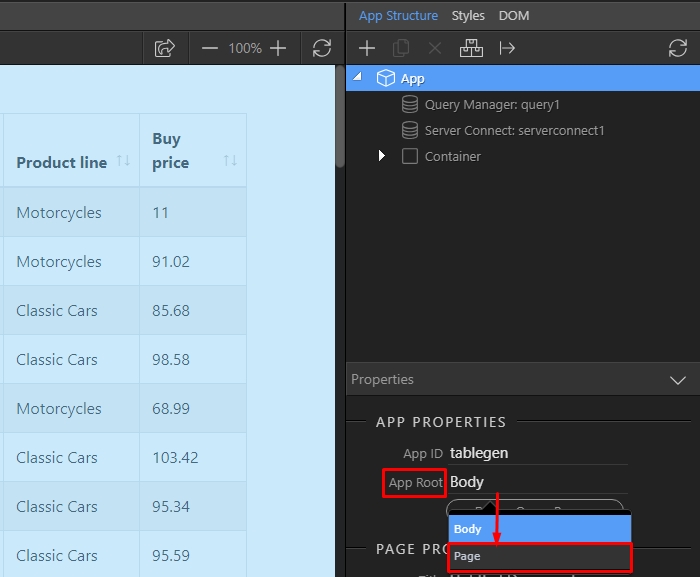 App Structure Styles DOM
100%
App
Query Manager: query1
Server Connect: serverconnect1
Container
Buy
Product line price
Motorcycles 11
Motorcycles 91.02
Classic Cars 85.68
Classic Cars 98.58
Motorcycles 68.99
Classic Cars 103.42
Classic Cars 95.34
Classic Cars 95.59
Properties
APP PROPERTIES
App ID tablegen
App Root Body
Body
Page
PAGE PRO